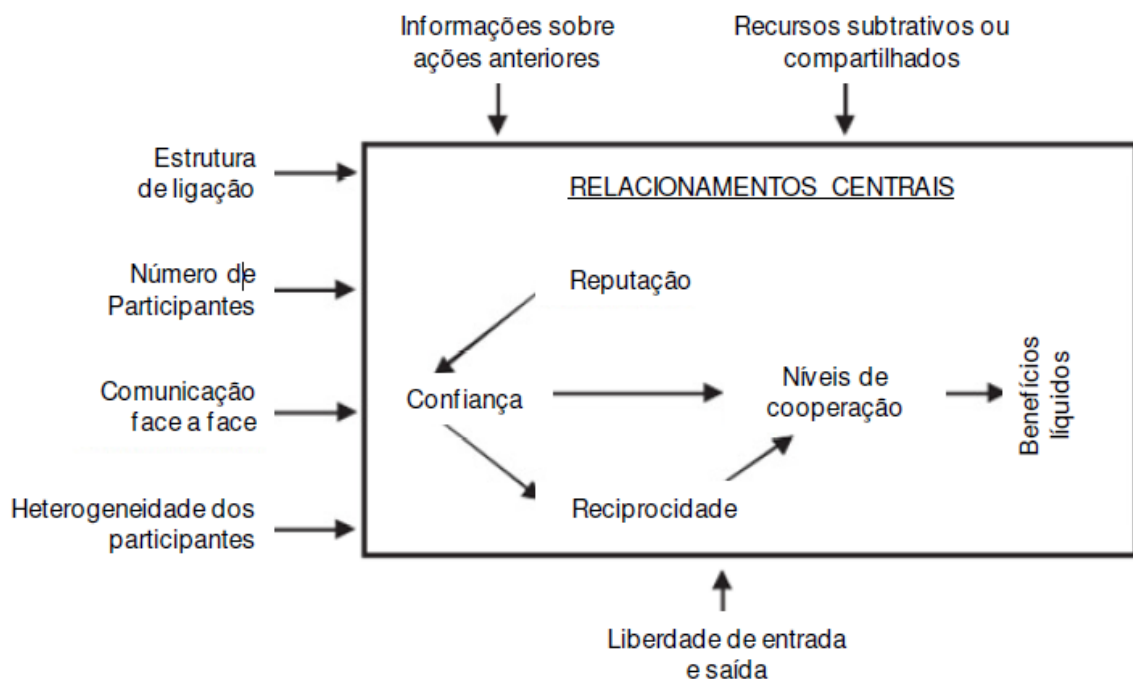 Informações sobre
ações anteriores
Recursos subtrativos ou
compartilhados
Estrutura
de ligação
RELACIONAMENTOS CENTRAIS
Número de
Participantes
Reputação
Comunicação
face a face
Confiança
Níveis de
cooperação
Benefícios
líquidos
Heterogeneidade dos
participantes
Reciprocidade
Liberdade de entrada
e saída